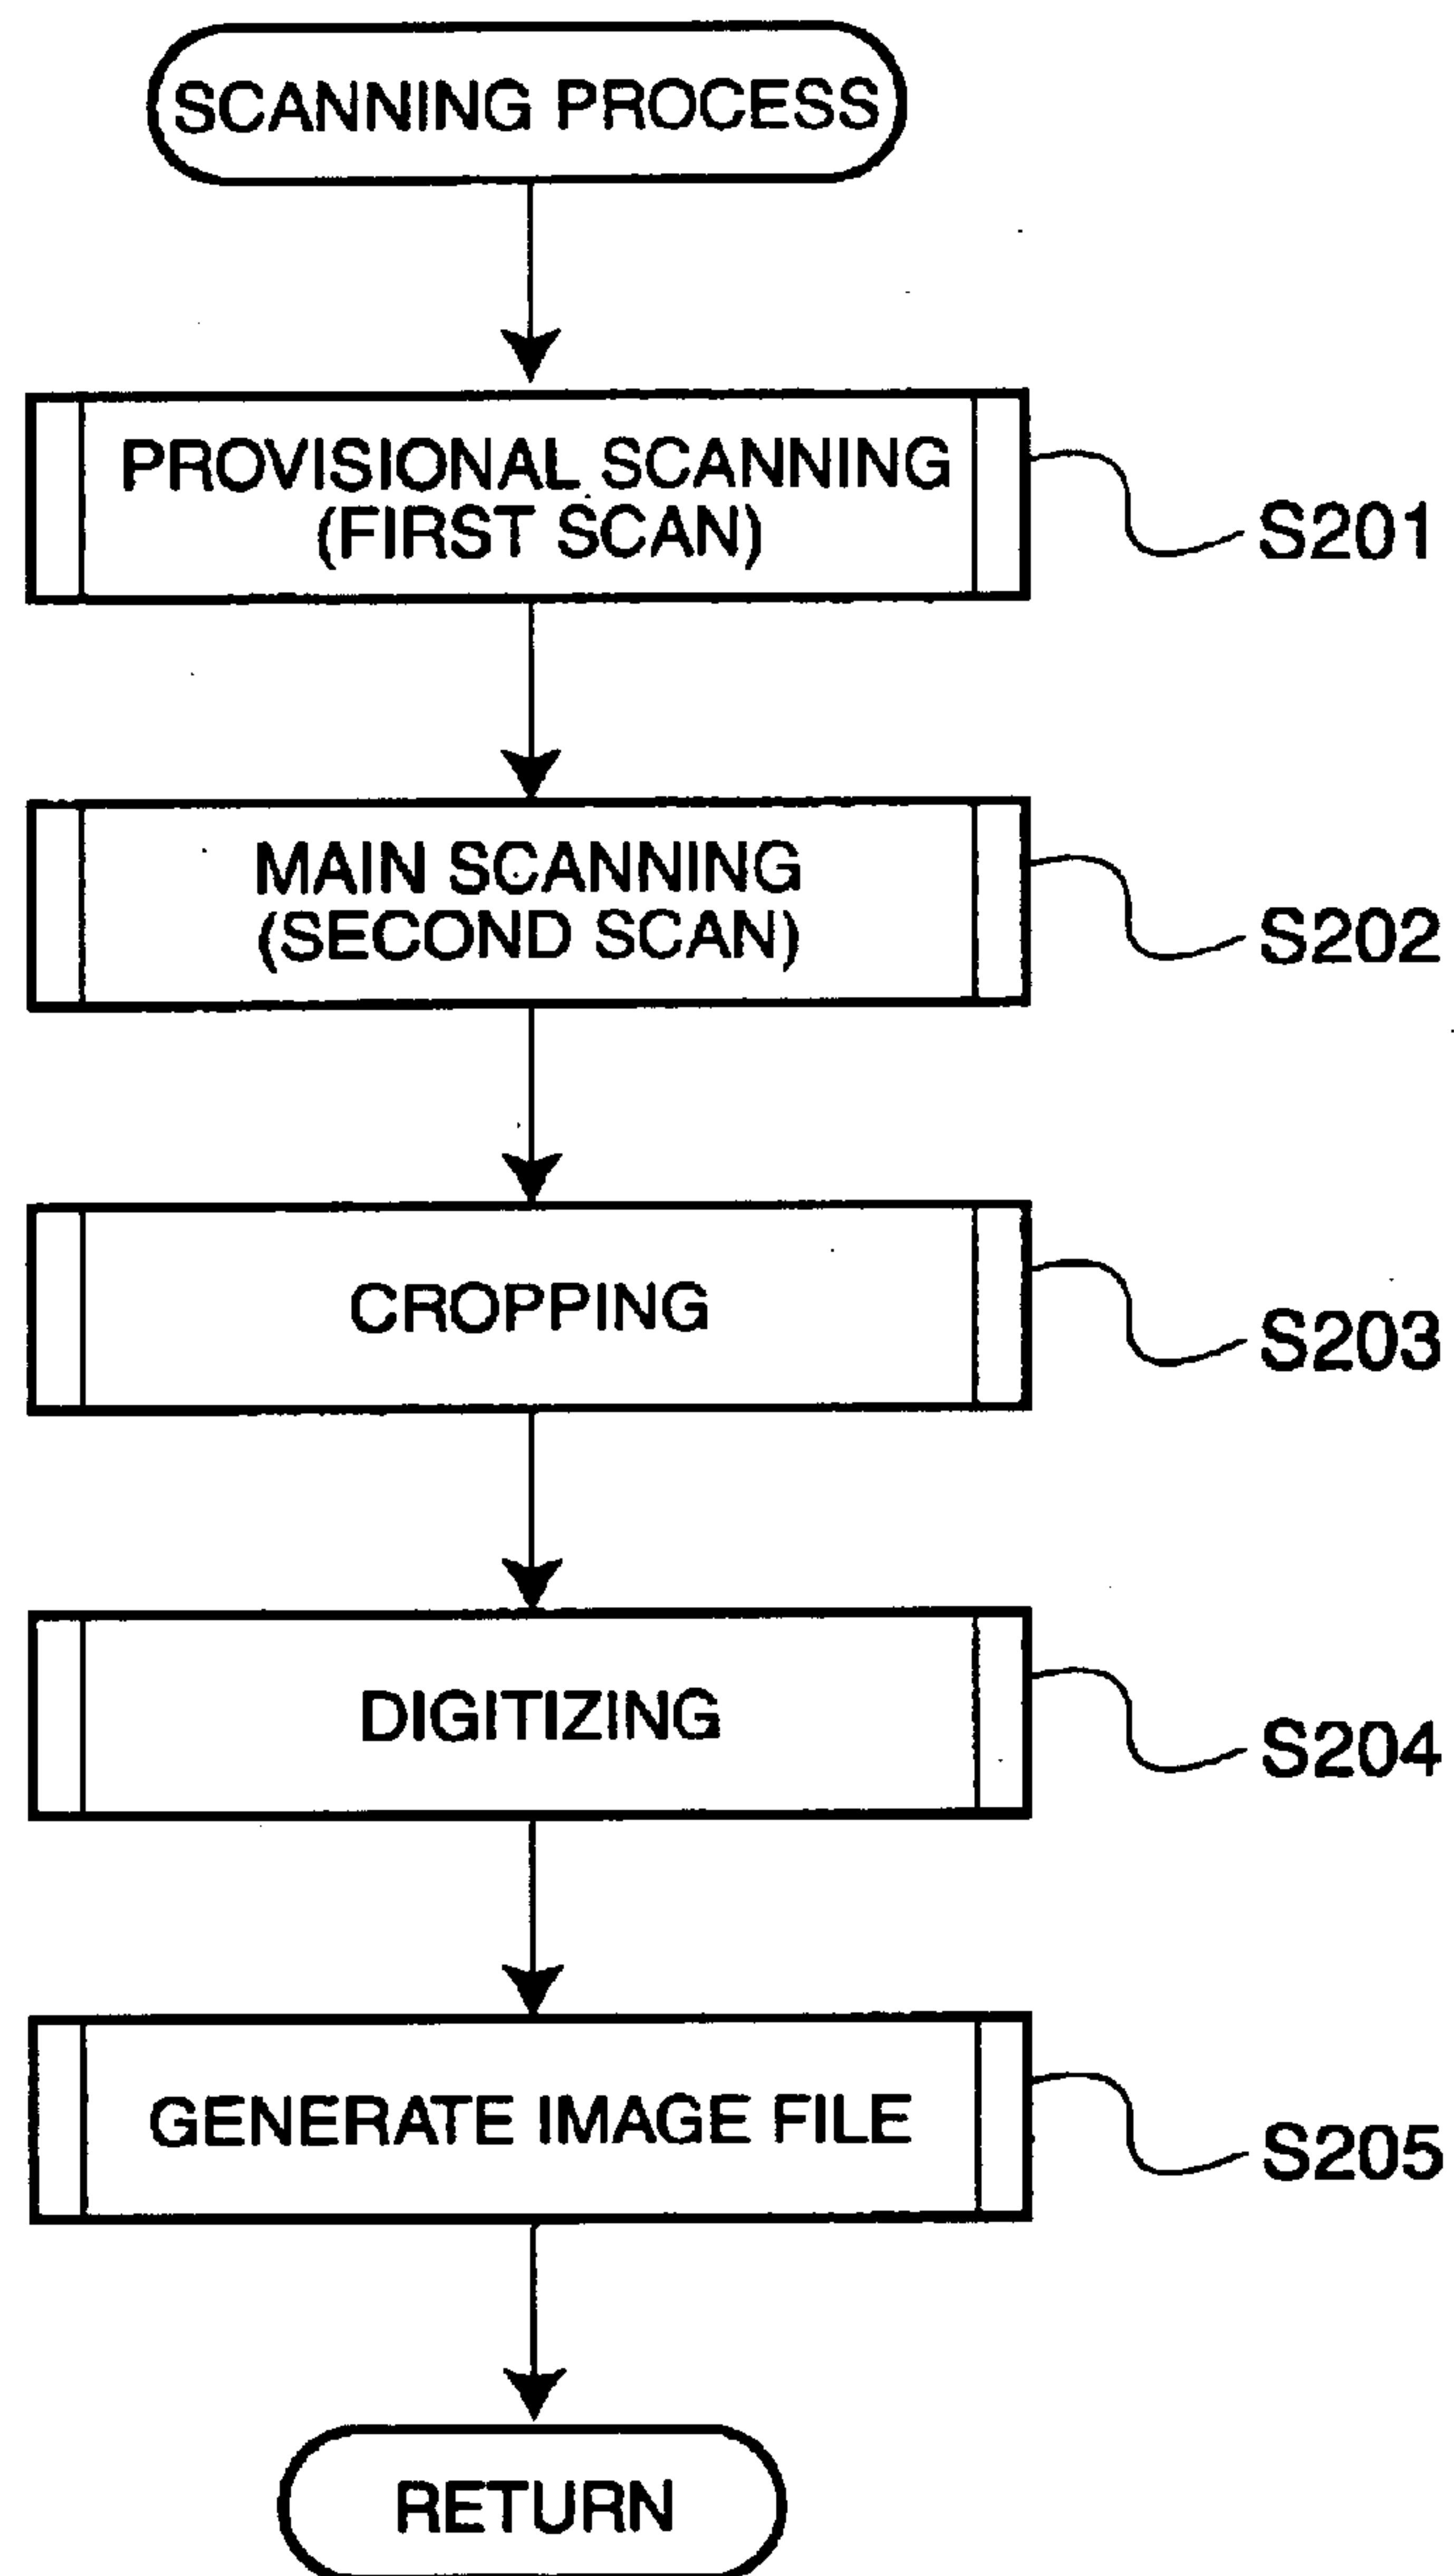 SCANNING PROCESS
PROVISIONAL SCANNING
(FIRST SCAN)
S201
MAIN SCANNING
(SECOND SCAN)
S202
CROPPING
S203
DIGITIZING
S204
GENERATE IMAGE FILE
S205
RETURN